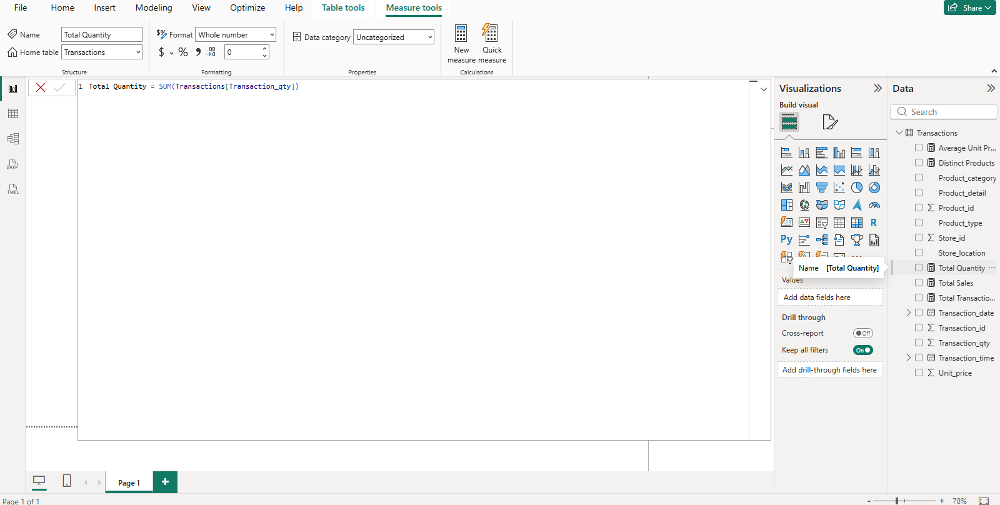 File Home Insert Modeling View Optimize Help Table tools Measure tools Share
Name Total Quantity
Home table Transactions
Structure
$% Format Whole number
$ % , .00 0
Formatting
Data category Uncategorized
Properties
New measure
Quick measure
Calculations
1 Total Quantity = SUM(Transactions[Transaction_qty])
DAX
TMDL
Visualizations
Build visual
123
R
Py
Name [Total Quantity]
Values
Add data fields here
Drill through
Cross-report Off
Keep all filters On
Add drill-through fields here
Data
Search
Transactions
Average Unit Pr...
Distinct Products
Product_category
Product_detail
Product_id
Product_type
Store_id
Store_location
Total Quantity ...
Total Sales
Total Transactio...
Transaction_date
Transaction_id
Transaction_qty
Transaction_time
Unit_price
Page 1 +
Page 1 of 1
- + 78%